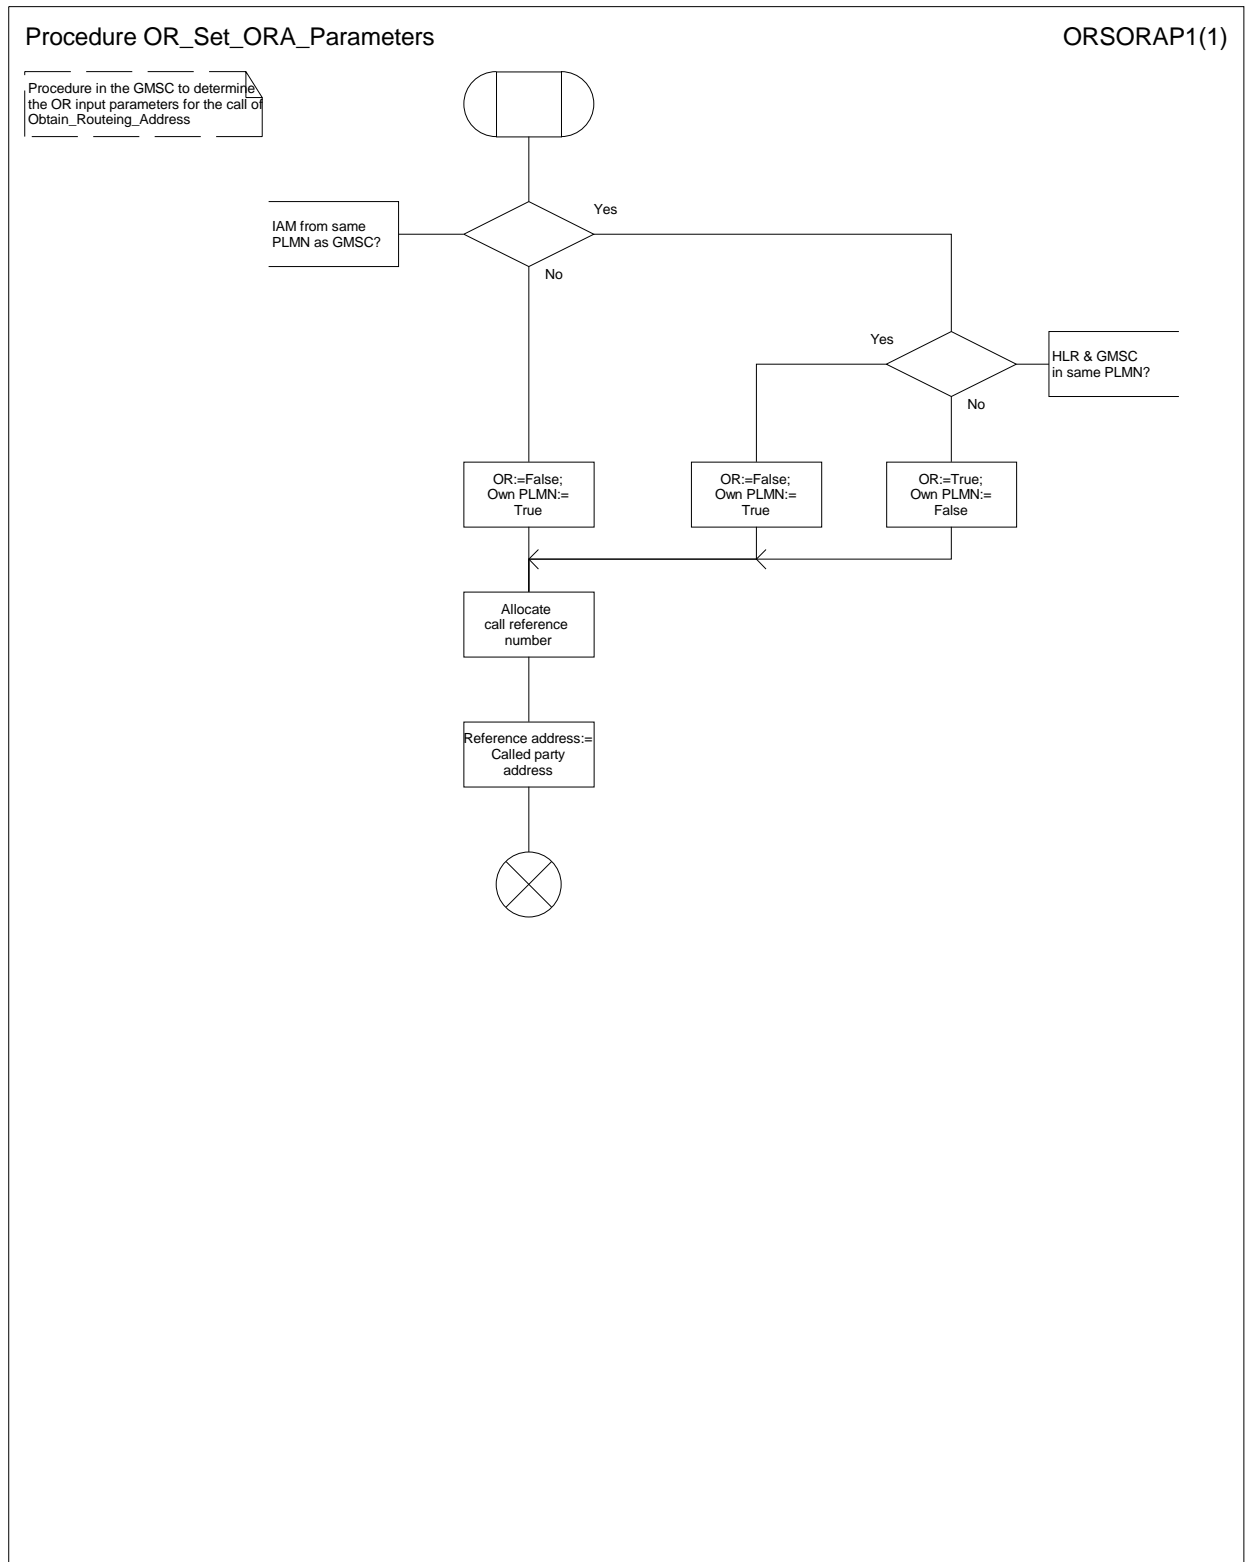 Procedure OR_Set_ORA_Parameters
ORSORAP1(1)
Procedure in the GMSC to determine
the OR input parameters for the call of
Obtain_Routeing_Address
IAM from same
PLMN as GMSC?
Yes
No
Yes
HLR & GMSC
in same PLMN?
No
OR:=False;
Own PLMN:=
True
OR:=False;
Own PLMN:=
True
OR:=True;
Own PLMN:=
False
Allocate
call reference
number
Reference address:=
Called party
address